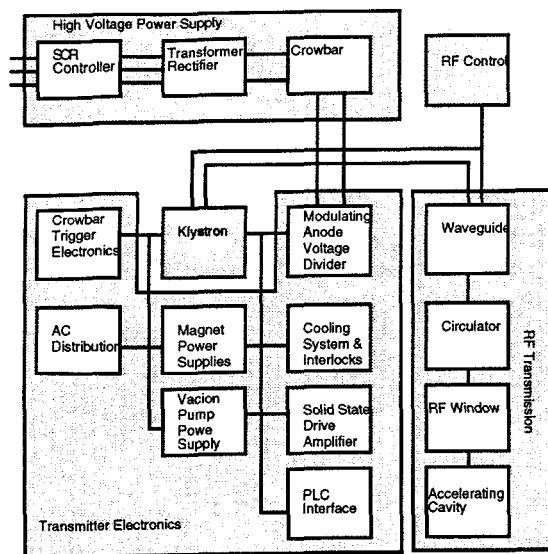 High Voltage Power Supply
SCR
Controller
Transformer
Rectifier
Crowbar
RF Control
Crowbar
Trigger
Electronics
Klystron
Modulating
Anode
Voltage
Divider
Waveguide
AC
Distribution
Magnet
Power
Supplies
Cooling
System &
Interlocks
Circulator
RF Transmission
Vacion
Pump
Powe
Supply
Solid State
Drive
Amplifier
RF Window
PLC
Interface
Accelerating
Cavity
Transmitter Electronics